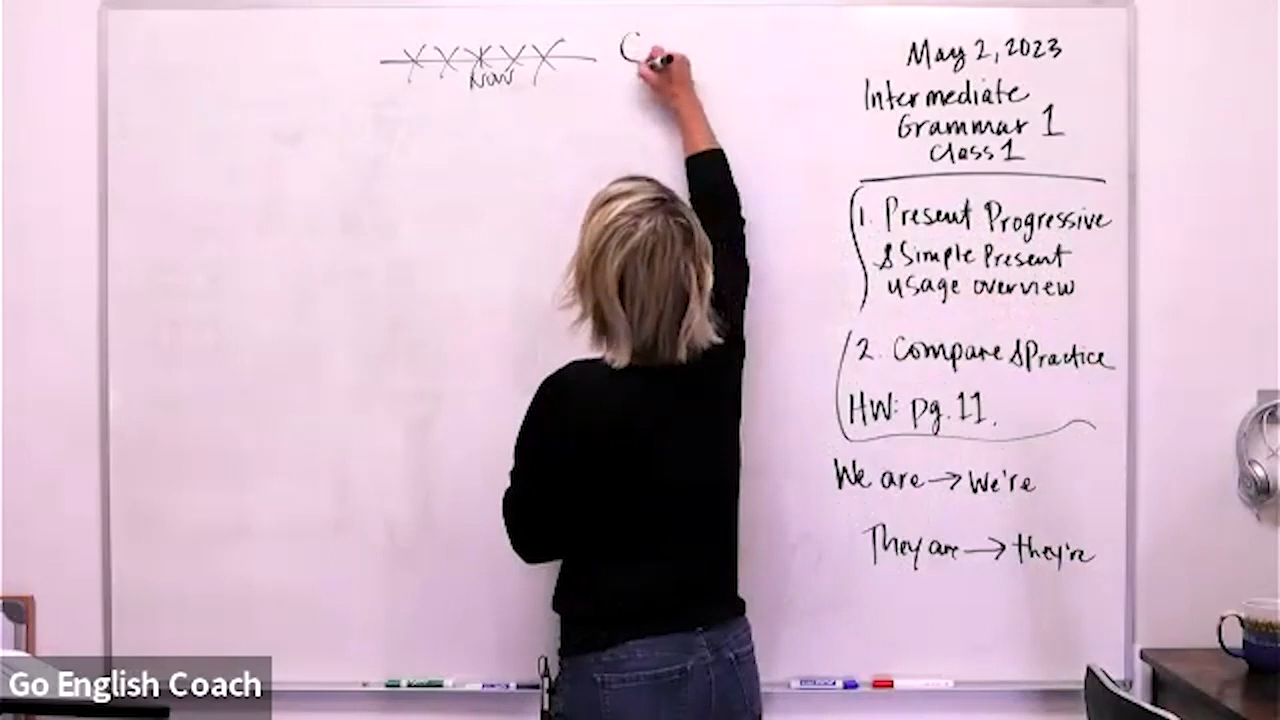 Now
C
May 2, 2023
Intermediate
Grammar 1
Class 1
1. Present Progressive
& Simple Present
usage overview
2. Compare & Practice
HW: pg. 11.
We are → We're
They are → they're
Go English Coach